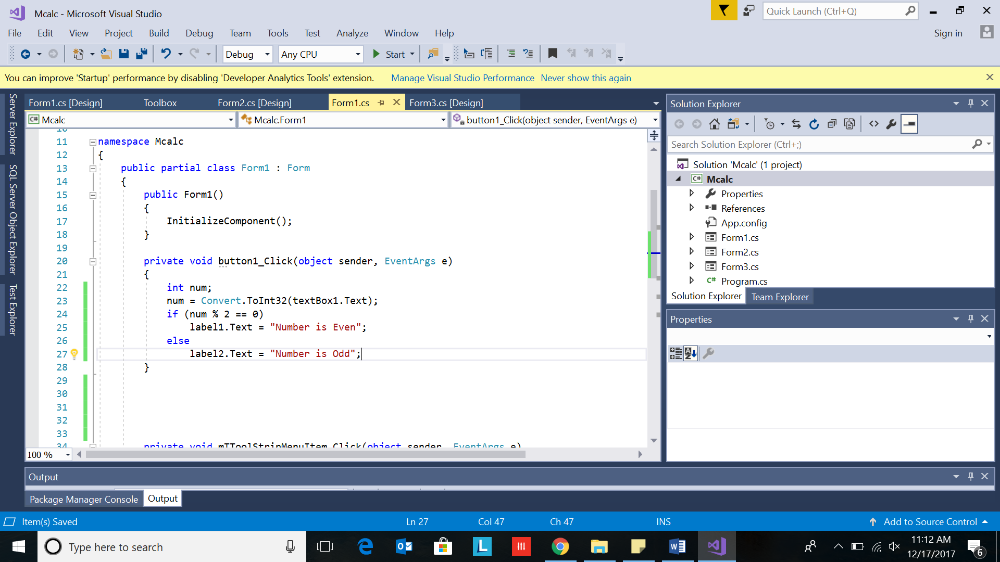 Mcalc - Microsoft Visual Studio
Quick Launch (Ctrl+Q)
File Edit View Project Build Debug Team Tools Test Analyze Window Help
Sign in
Debug Any CPU Start
You can improve 'Startup' performance by disabling 'Developer Analytics Tools' extension. Manage Visual Studio Performance Never show this again
Server Explorer
SQL Server Object Explorer
Test Explorer
Form1.cs [Design] Toolbox Form2.cs [Design] Form1.cs Form3.cs [Design]
C# Mcalc Mcalc.Form1 button1_Click(object sender, EventArgs e)
10
11 namespace Mcalc
12 {
13 public partial class Form1 : Form
14 {
15 public Form1()
16 {
17 InitializeComponent();
18 }
19
20 private void button1_Click(object sender, EventArgs e)
21 {
22 int num;
23 num = Convert.ToInt32(textBox1.Text);
24 if (num % 2 == 0)
25 label1.Text = "Number is Even";
26 else
27 label2.Text = "Number is Odd";
28 }
29
30
31
32
33
34 private void mTToolStripMenuItem_Click(object sender, EventArgs e)
100 %
Solution Explorer
Search Solution Explorer (Ctrl+;)
Solution 'Mcalc' (1 project)
C# Mcalc
Properties
References
App.config
Form1.cs
Form2.cs
Form3.cs
C# Program.cs
Solution Explorer Team Explorer
Properties
Output
Package Manager Console Output
Item(s) Saved Ln 27 Col 47 Ch 47 INS Add to Source Control
Type here to search
11:12 AM
12/17/2017
6